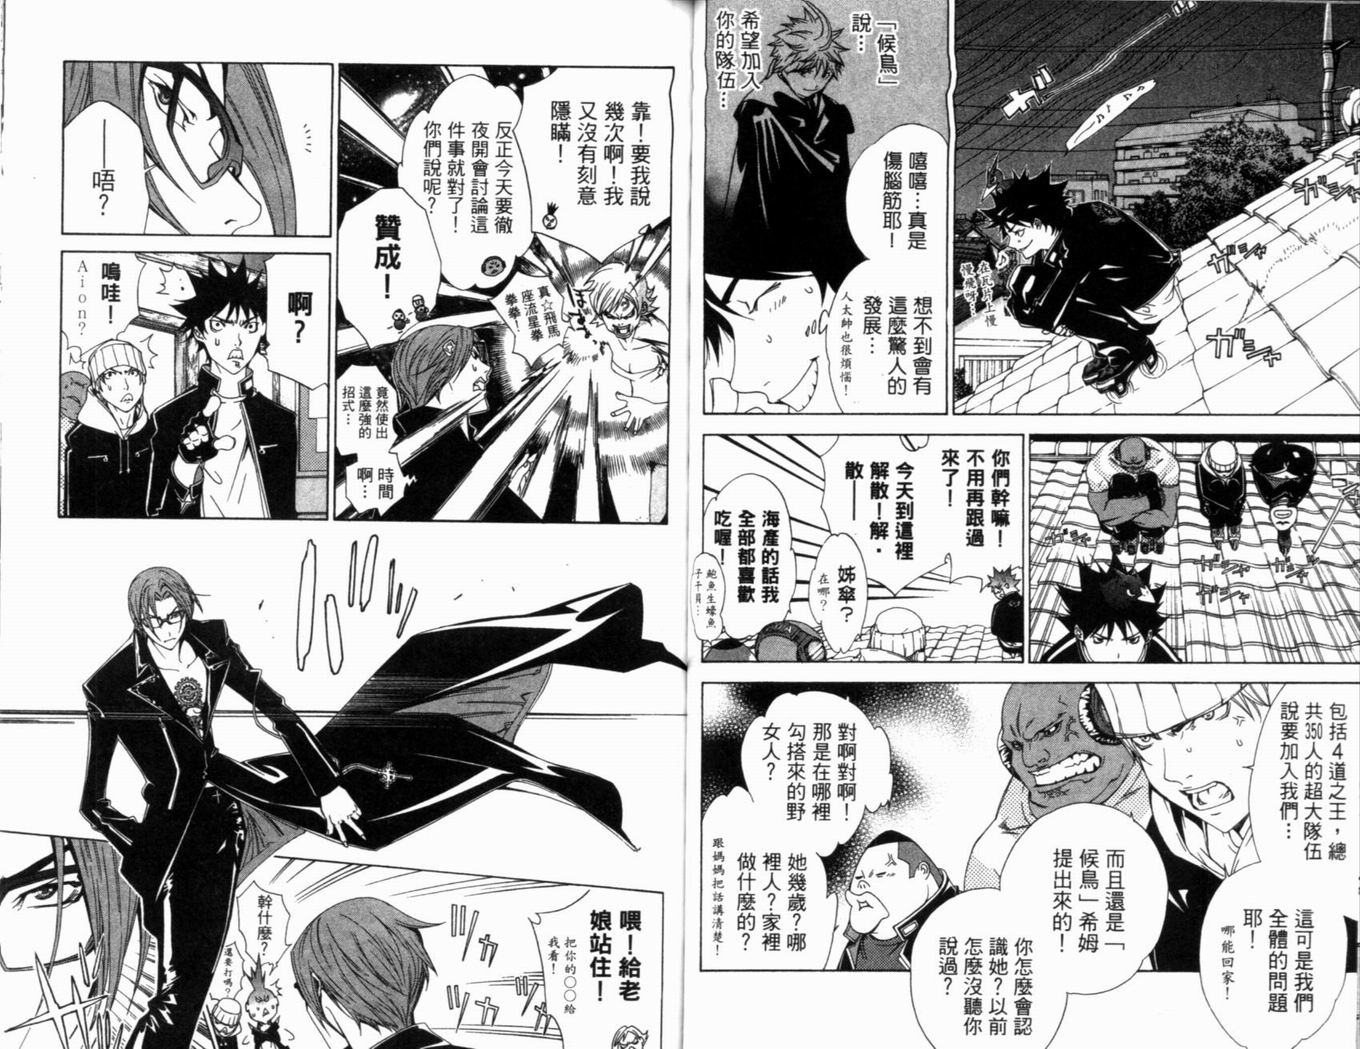 「候鳥」
說…
希望加入
你的隊伍…
嘻嘻…真是
傷腦筋耶！
想不到會有
這麼驚人的
發展…
人太帥也很煩惱！
在瓦片上慢
慢飛呀…
你們幹嘛！
不用再跟過
來了！
今天到這裡
解散！解．
散——
姊傘？
在哪？
海產的話我
全部都喜歡
吃喔！
鮑魚生蠔魚
子干貝…
包括4道之王，總
共350人的超大隊伍
說要加入我們…
這可是我們
全體的問題
耶！
哪能回家！
而且還是「
候鳥」希姆
提出來的！
你怎麼會認
識她？以前
怎麼沒聽你
說過？
對啊對啊！
那是在哪裡
勾搭來的野
女人？
她幾歲？哪
裡人？家裡
做什麼的？
跟媽媽把話講清楚！
靠！要我說
幾次啊！我
又沒有刻意
隱瞞！
反正今天要徹
夜開會討論這
件事就對了！
你們說呢？
贊成！
真☆飛馬
座流星拳
拳拳！
竟然使出
這麼強的
招式…
時間
啊…
——唔？
啊？
嗚哇！
Aion？
喂！給老
娘站住！
把你的○○給
我看！
幹什麼？
還要打嗎？